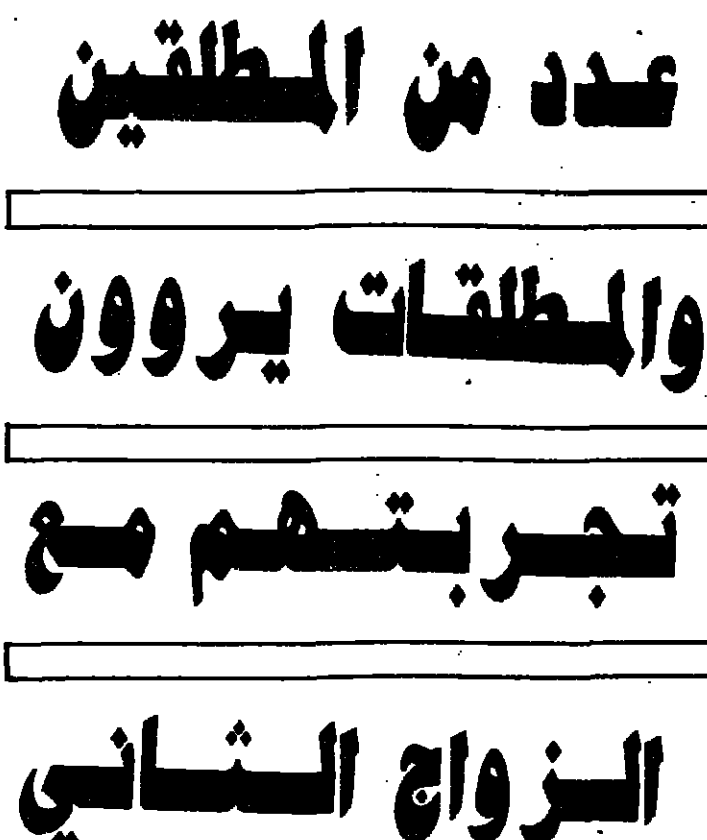 عدد من المطلقين
والمطلقات يروون
تجربتهم مع
الزواج الثاني